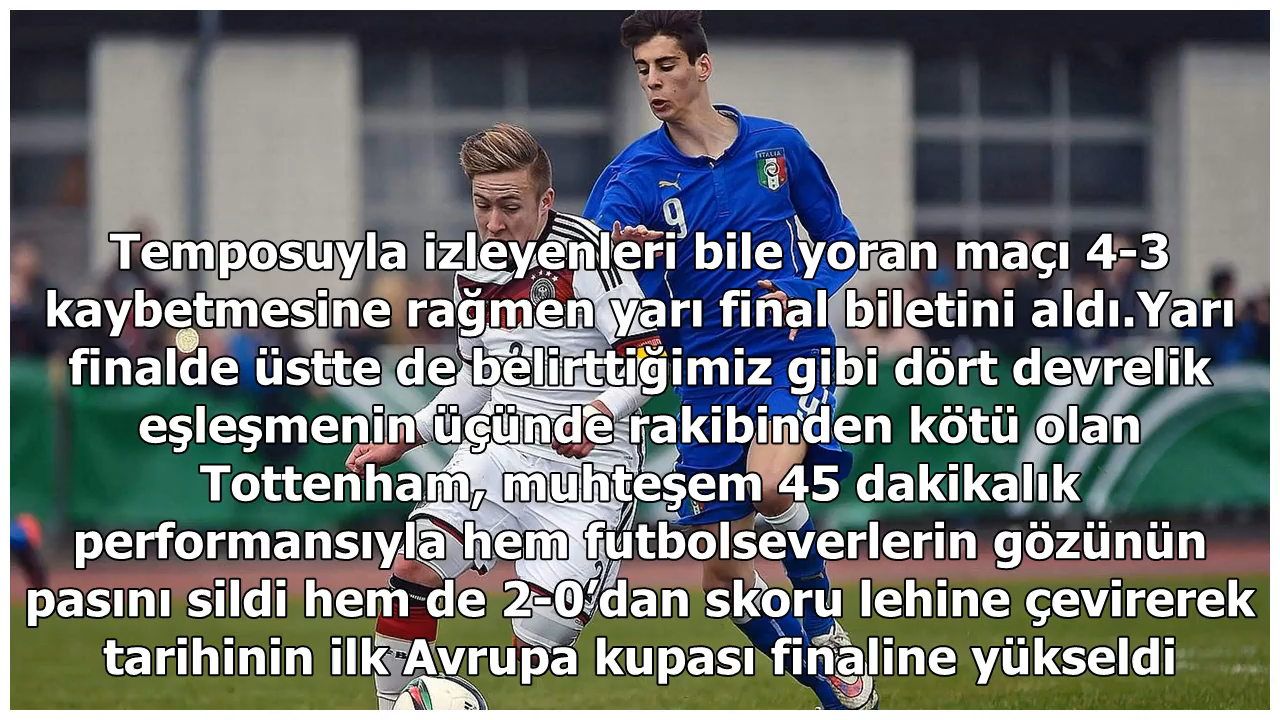 ITALIA
9
Temposuyla izleyenleri bile yoran maçı 4-3
kaybetmesine rağmen yarı final biletini aldı.Yarı
finalde üstte de belirttiğimiz gibi dört devrelik
eşleşmenin üçünde rakibinden kötü olan
Tottenham, muhteşem 45 dakikalık
performansıyla hem futbolseverlerin gözünün
pasını sildi hem de 2-0’dan skoru lehine çevirerek
tarihinin ilk Avrupa kupası finaline yükseldi